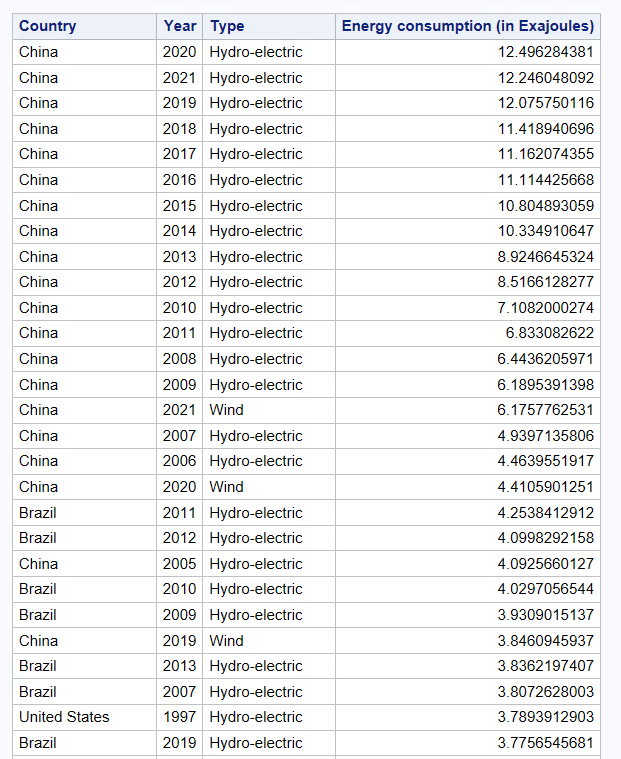 Country Year Type Energy consumption (in Exajoules)
China 2020 Hydro-electric 12.496284381
China 2021 Hydro-electric 12.246048092
China 2019 Hydro-electric 12.075750116
China 2018 Hydro-electric 11.418940696
China 2017 Hydro-electric 11.162074355
China 2016 Hydro-electric 11.114425668
China 2015 Hydro-electric 10.804893059
China 2014 Hydro-electric 10.334910647
China 2013 Hydro-electric 8.9246645324
China 2012 Hydro-electric 8.5166128277
China 2010 Hydro-electric 7.1082000274
China 2011 Hydro-electric 6.833082622
China 2008 Hydro-electric 6.4436205971
China 2009 Hydro-electric 6.1895391398
China 2021 Wind 6.1757762531
China 2007 Hydro-electric 4.9397135806
China 2006 Hydro-electric 4.4639551917
China 2020 Wind 4.4105901251
Brazil 2011 Hydro-electric 4.2538412912
Brazil 2012 Hydro-electric 4.0998292158
China 2005 Hydro-electric 4.0925660127
Brazil 2010 Hydro-electric 4.0297056544
Brazil 2009 Hydro-electric 3.9309015137
China 2019 Wind 3.8460945937
Brazil 2013 Hydro-electric 3.8362197407
Brazil 2007 Hydro-electric 3.8072628003
United States 1997 Hydro-electric 3.7893912903
Brazil 2019 Hydro-electric 3.7756545681